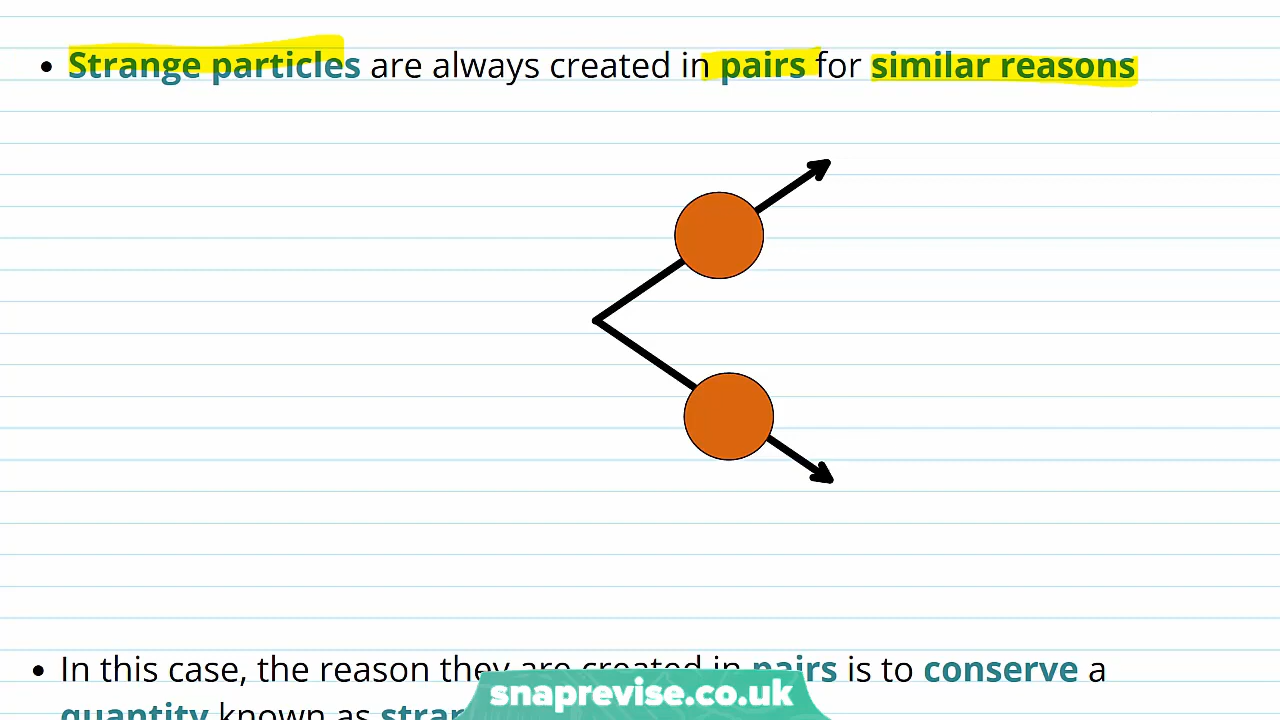 Strange particles are always created in pairs for similar reasons
In this case, the reason they are created in pairs is to conserve a
quantity known as
snaprevise.co.uk